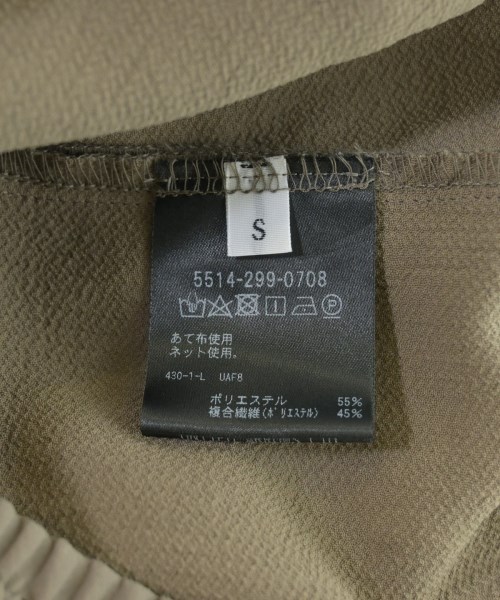 S
5514-299-0708
あて布使用
ネット使用。
430-1-L UAF8
ポリエステル 55%
複合繊維(ポリエステル) 45%